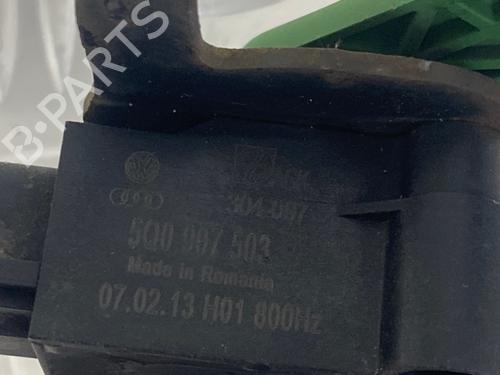 B-PARTS
304 097
5Q0 907 503
Made in Romania
07.02.13 H01 800Hz